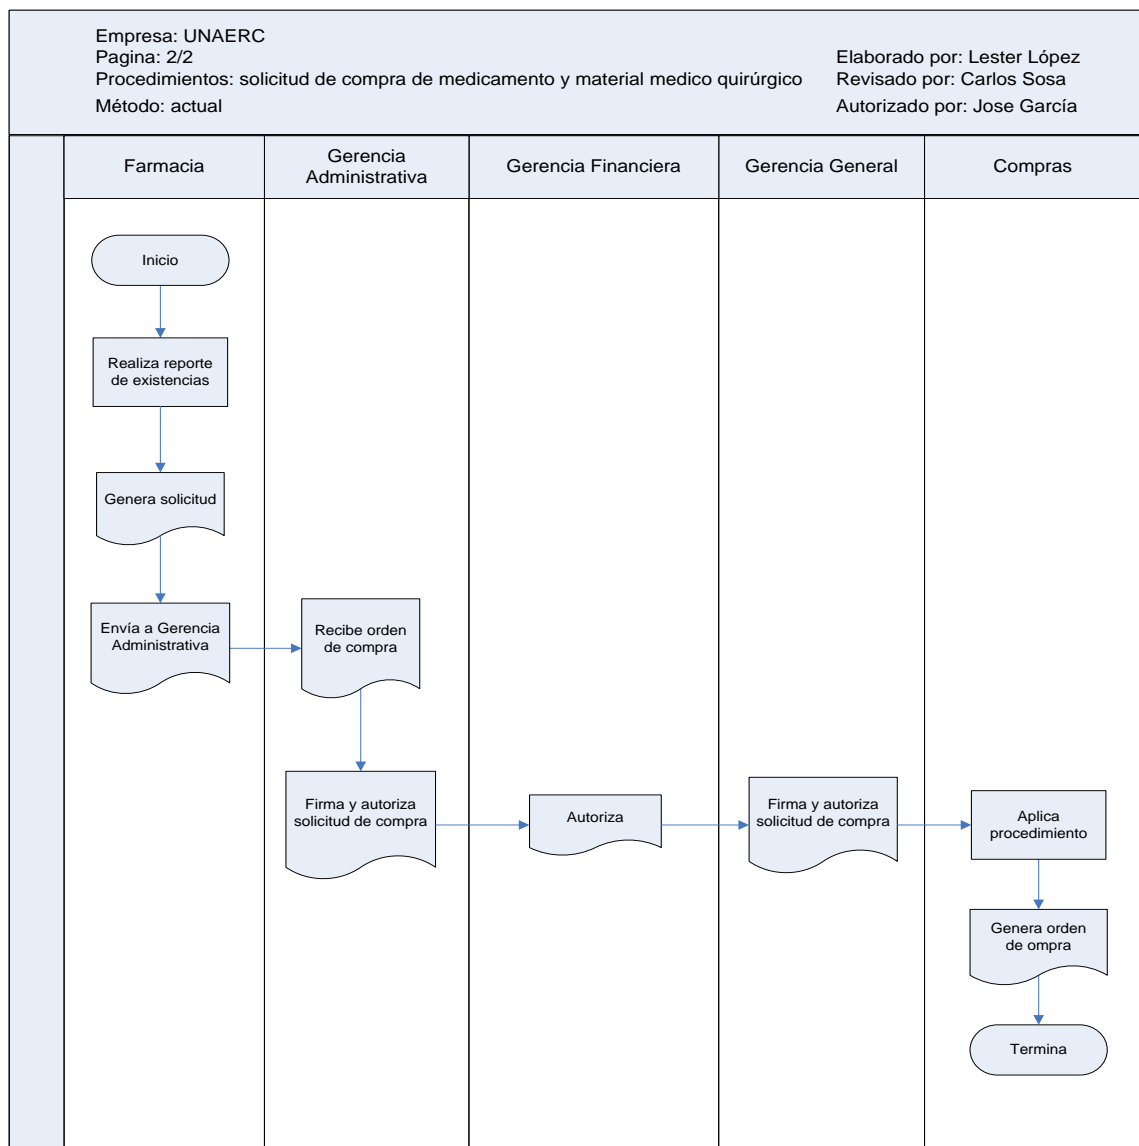 Empresa: UNAERC
Pagina: 2/2
Procedimientos: solicitud de compra de medicamento y material medico quirúrgico
Método: actual
Elaborado por: Lester López
Revisado por: Carlos Sosa
Autorizado por: Jose García
Farmacia
Gerencia
Administrativa
Gerencia Financiera
Gerencia General
Compras
Inicio
Realiza reporte
de existencias
Genera solicitud
Envía a Gerencia
Administrativa
Recibe orden
de compra
Firma y autoriza
solicitud de compra
Autoriza
Firma y autoriza
solicitud de compra
Aplica
procedimiento
Genera orden
de ompra
Termina